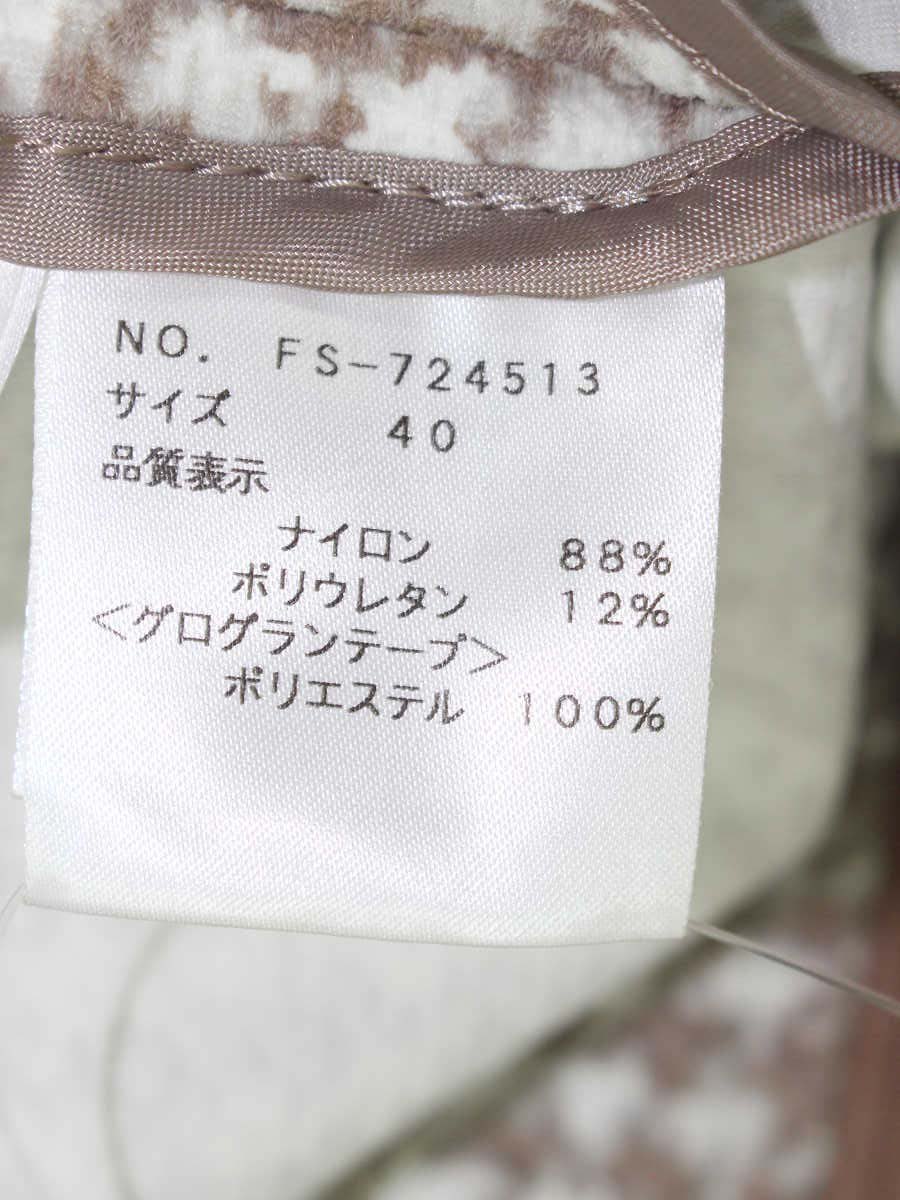 NO. FS-724513
サイズ 40
品質表示
ナイロン 88%
ポリウレタン 12%
<グログランテープ>
ポリエステル 100%